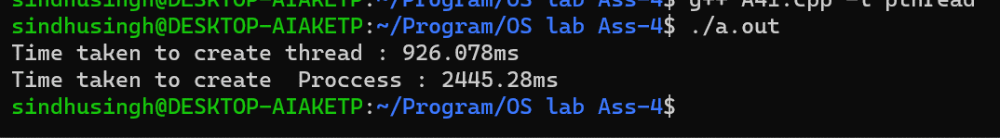 sindhusingh@DESKTOP-AIAKETP:~/Program/OS lab Ass-4$ g++ A41.cpp -l pthread
sindhusingh@DESKTOP-AIAKETP:~/Program/OS lab Ass-4$ ./a.out
Time taken to create thread : 926.078ms
Time taken to create  Proccess : 2445.28ms
sindhusingh@DESKTOP-AIAKETP:~/Program/OS lab Ass-4$